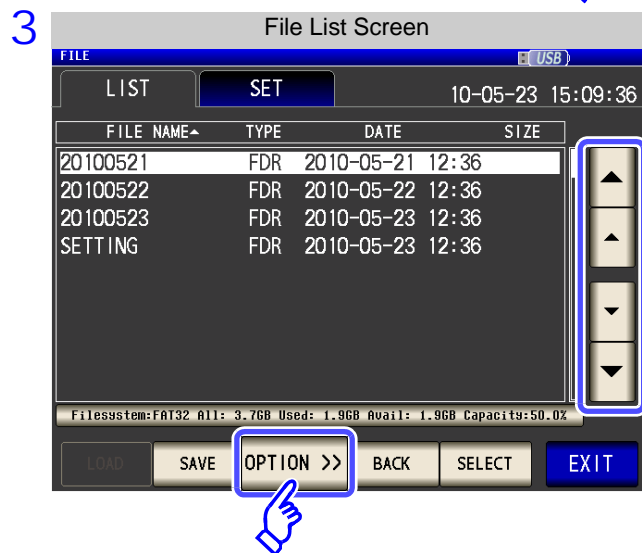 3
File List Screen
FILE USB
LIST SET 10-05-23 15:09:36
FILE NAME TYPE DATE SIZE
20100521 FDR 2010-05-21 12:36
20100522 FDR 2010-05-22 12:36
20100523 FDR 2010-05-23 12:36
SETTING FDR 2010-05-23 12:36
Filesystem:FAT32 All: 3.7GB Used: 1.9GB Avail: 1.9GB Capacity:50.0%
LOAD SAVE OPTION >> BACK SELECT EXIT